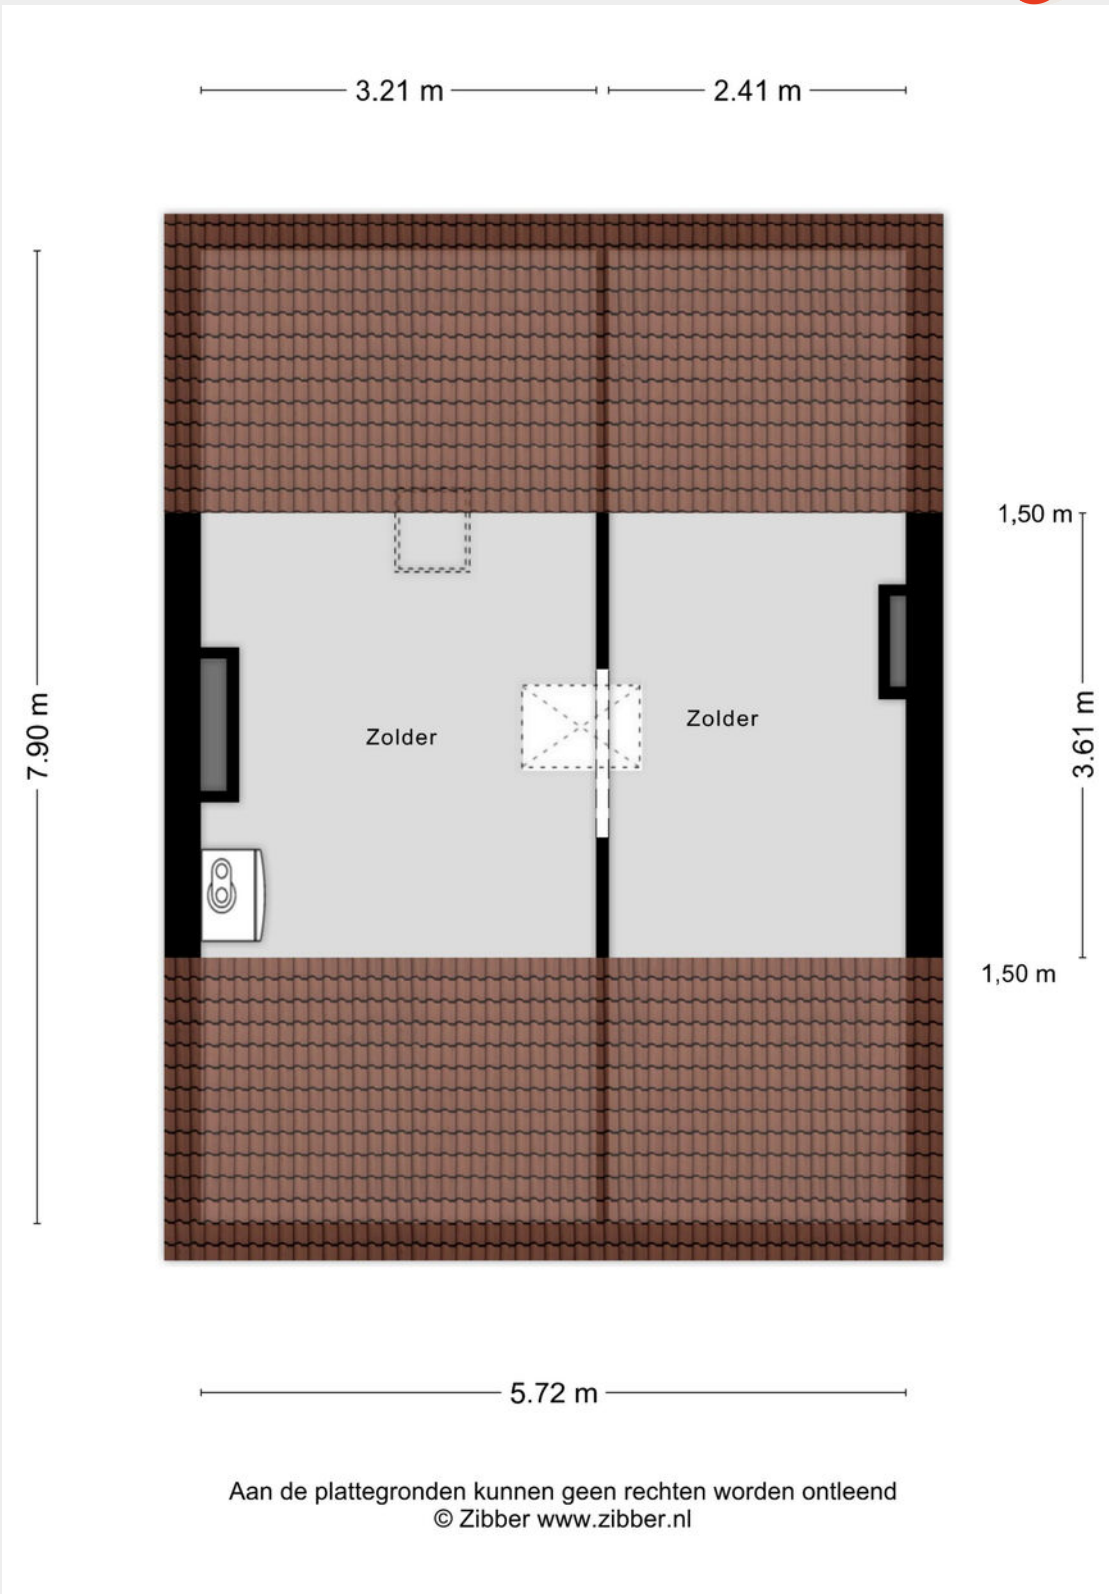 3.21 m
2.41 m
1,50 m
7.90 m
Zolder
Zolder
3.61 m
1,50 m
5.72 m
Aan de plattegronden kunnen geen rechten worden ontleend
© Zibber www.zibber.nl